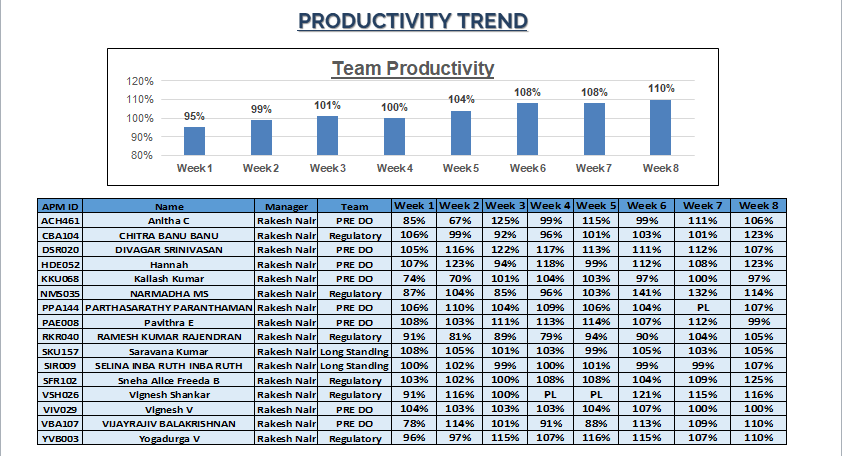 PRODUCTIVITY TREND
Team Productivity
120%
110%
100%
90%
80%
95% 99% 101% 100% 104% 108% 108% 110%
Week1 Week2 Week3 Week4 Week5 Week6 Week7 Week8
APM ID Name Manager Team Week 1 Week 2 Week 3 Week 4 Week 5 Week 6 Week 7 Week 8
ACH461 Anitha C Rakesh Nair PRE DO 85% 67% 125% 99% 115% 99% 111% 106%
CBA104 CHITRA BANU BANU Rakesh Nair Regulatory 106% 99% 92% 96% 101% 103% 101% 123%
DSR020 DIVAGAR SRINIVASAN Rakesh Nair PRE DO 105% 116% 122% 117% 113% 111% 112% 107%
HDE052 Hannah Rakesh Nair PRE DO 107% 123% 94% 118% 99% 112% 108% 123%
KKU068 Kailash Kumar Rakesh Nair PRE DO 74% 70% 101% 104% 103% 97% 100% 97%
NMS035 NARMADHA MS Rakesh Nair Regulatory 87% 104% 85% 96% 103% 141% 132% 114%
PPA144 PARTHASARATHY PARANTHAMAN Rakesh Nair PRE DO 106% 110% 104% 109% 106% 104% PL 107%
PAE008 Pavithra E Rakesh Nair PRE DO 108% 103% 111% 113% 114% 107% 112% 99%
RKR040 RAMESH KUMAR RAJENDRAN Rakesh Nair Regulatory 91% 81% 89% 79% 94% 90% 104% 105%
SKU157 Saravana Kumar Rakesh Nair Long Standing 108% 105% 101% 103% 99% 105% 103% 105%
SIR009 SELINA INBA RUTH INBA RUTH Rakesh Nair Long Standing 100% 102% 99% 100% 101% 99% 99% 107%
SFR102 Sneha Alice Freeda B Rakesh Nair Regulatory 103% 102% 100% 108% 108% 104% 109% 125%
VSH026 Vignesh Shankar Rakesh Nair Regulatory 91% 116% 100% PL PL 121% 115% 116%
VIV029 Vignesh V Rakesh Nair PRE DO 104% 103% 103% 103% 104% 107% 100% 100%
VBA107 VIJAYRAJIV BALAKRISHNAN Rakesh Nair PRE DO 78% 114% 101% 91% 88% 113% 109% 110%
YVB003 Yogadurga V Rakesh Nair Regulatory 96% 97% 115% 107% 116% 115% 107% 110%